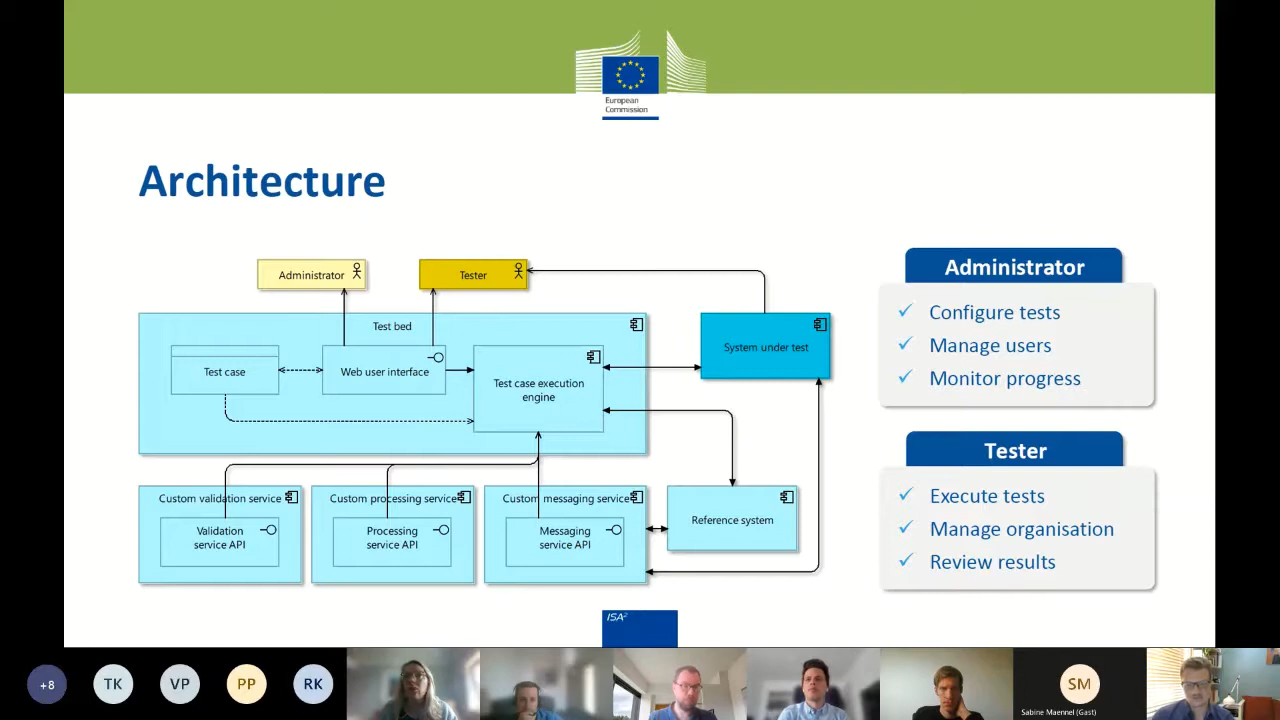 European
Commission
Architecture
Administrator
Tester
Test bed
Test case
Web user interface
Test case execution
engine
System under test
Custom validation service
Validation
service API
Custom processing service
Processing
service API
Custom messaging service
Messaging
service API
Reference system
Administrator
✓ Configure tests
✓ Manage users
✓ Monitor progress
Tester
✓ Execute tests
✓ Manage organisation
✓ Review results
ISA²
+8
TK
VP
PP
RK
SM
Sabine Maennel (Gast)